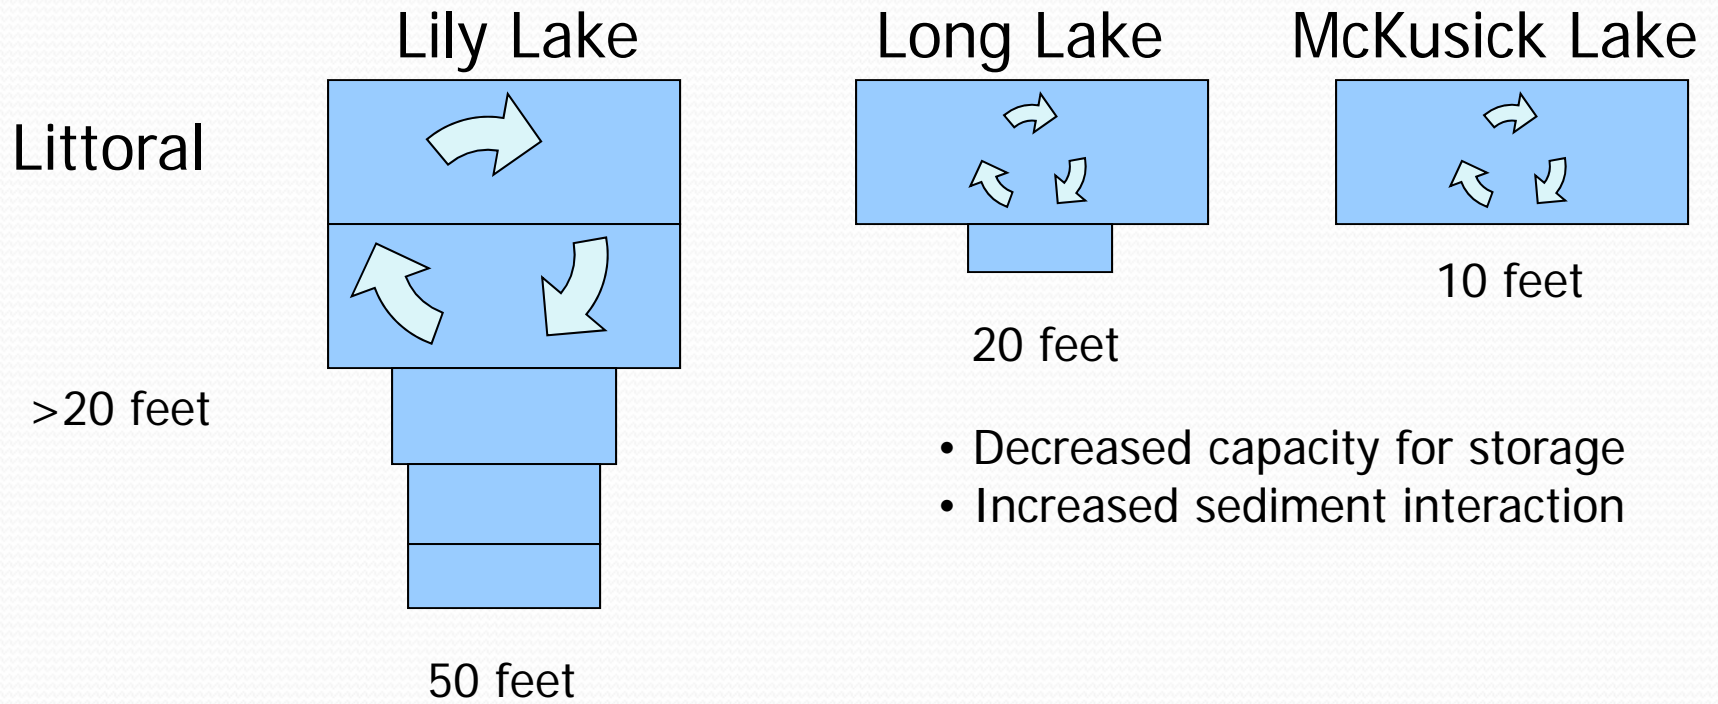 Lily Lake
Long Lake
McKusick Lake
Littoral
>20 feet
50 feet
20 feet
10 feet
• Decreased capacity for storage
• Increased sediment interaction